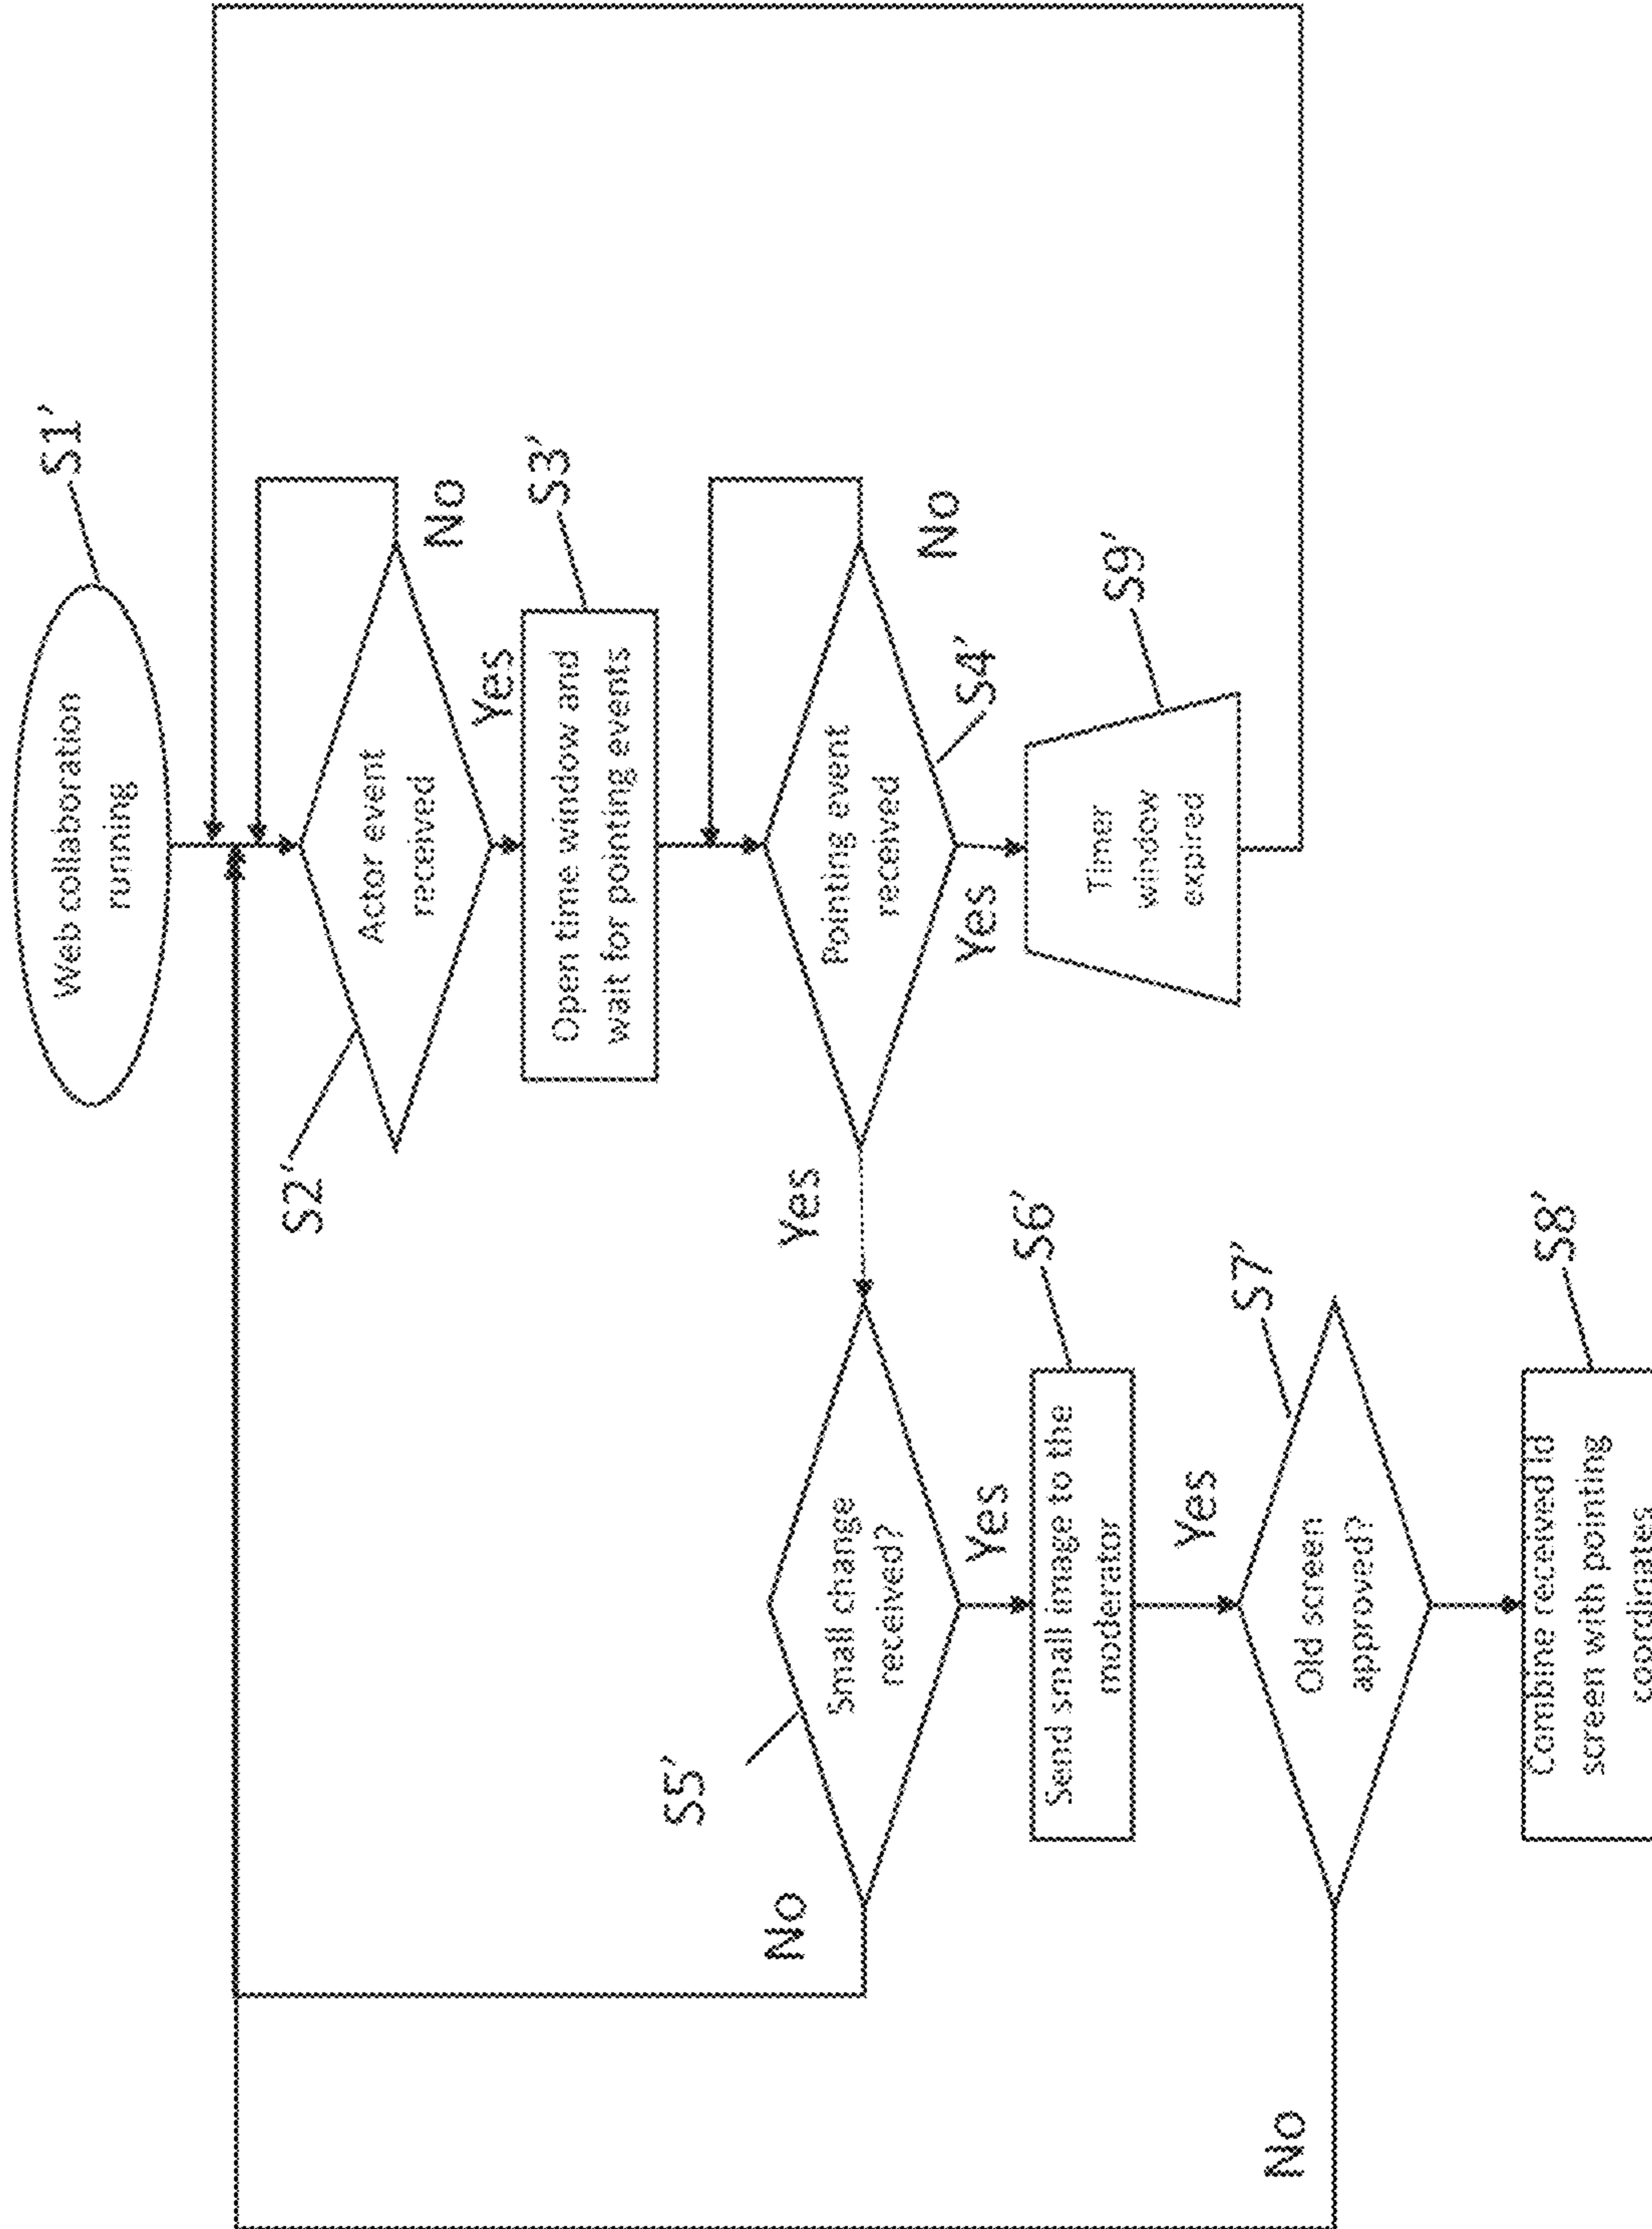 Web collaboration
running
S1'
Actor event
received
S2'
No
Yes
Open time window and
wait for pointing events
S3'
Pointing event
received
S4'
No
Yes
Yes
Timer
window
expired
S9'
Small change
received?
S5'
No
Yes
Send small image to the
moderator
S6'
Yes
Old screen
approved?
S7'
No
Combine received id
screen with pointing
coordinates
S8'